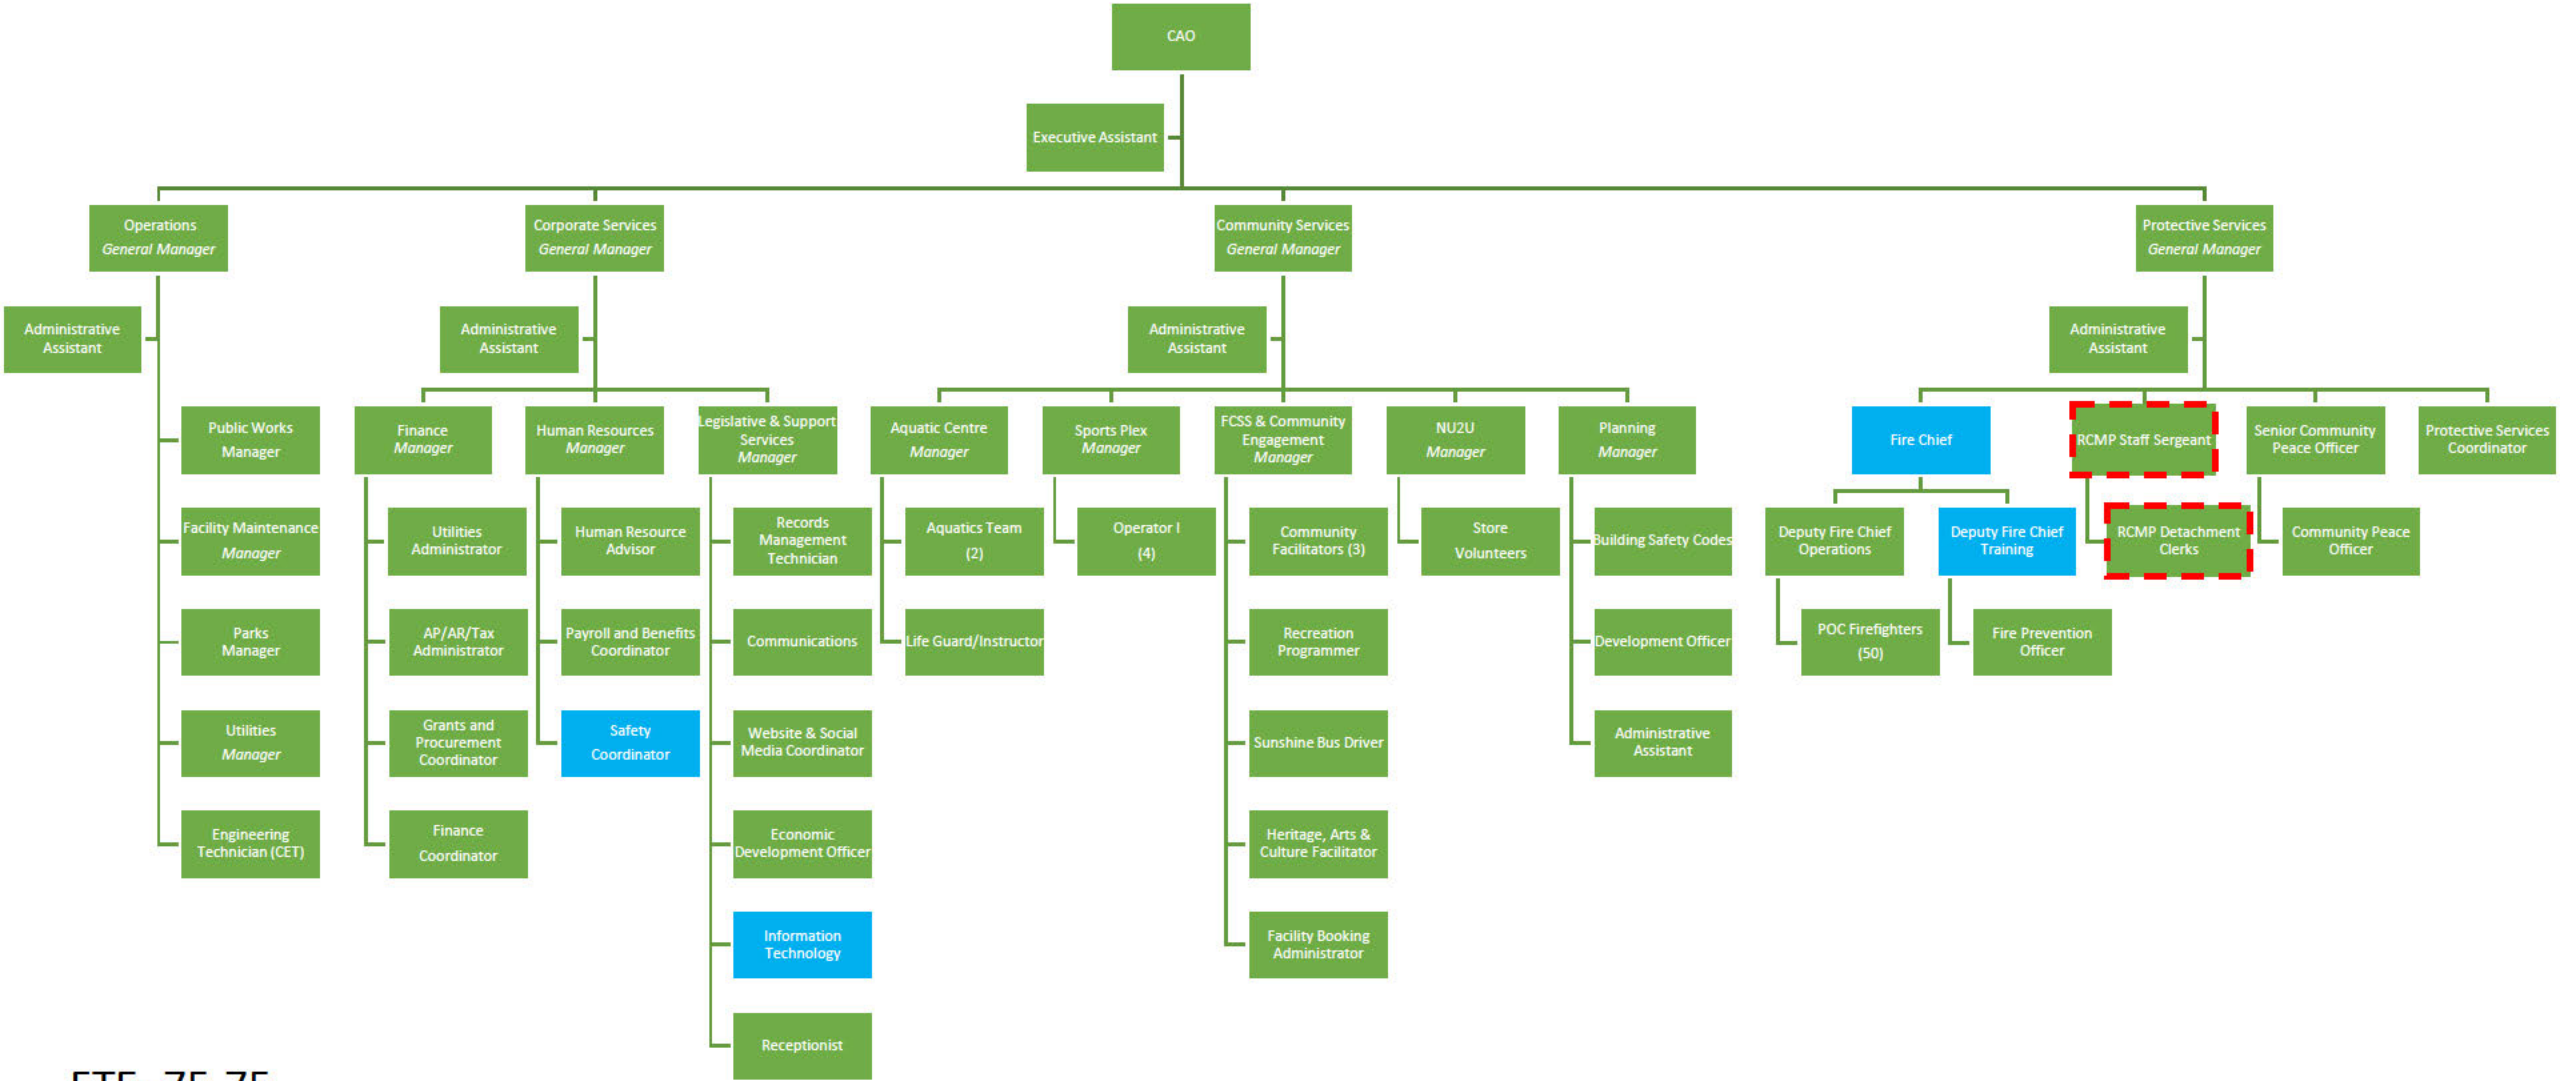 CAO
Executive Assistant
Operations
General Manager
Corporate Services
General Manager
Community Services
General Manager
Protective Services
General Manager
Administrative
Assistant
Administrative
Assistant
Administrative
Assistant
Administrative
Assistant
Public Works
Manager
Facility Maintenance
Manager
Parks
Manager
Utilities
Manager
Engineering
Technician (CET)
Finance
Manager
Utilities
Administrator
AP/AR/Tax
Administrator
Grants and
Procurement
Coordinator
Finance
Coordinator
Human Resources
Manager
Human Resource
Advisor
Payroll and Benefits
Coordinator
Safety
Coordinator
Legislative & Support
Services
Manager
Records
Management
Technician
Communications
Website & Social
Media Coordinator
Economic
Development Officer
Information
Technology
Receptionist
Aquatic Centre
Manager
Aquatics Team
(2)
Life Guard/Instructor
Sports Plex
Manager
Operator I
(4)
FCSS & Community
Engagement
Manager
Community
Facilitators (3)
Recreation
Programmer
Sunshine Bus Driver
Heritage, Arts &
Culture Facilitator
Facility Booking
Administrator
NU2U
Manager
Store
Volunteers
Planning
Manager
Building Safety Codes
Development Officer
Administrative
Assistant
Fire Chief
Deputy Fire Chief
Operations
POC Firefighters
(50)
Deputy Fire Chief
Training
Fire Prevention
Officer
RCMP Staff Sergeant
RCMP Detachment
Clerks
Senior Community
Peace Officer
Community Peace
Officer
Protective Services
Coordinator